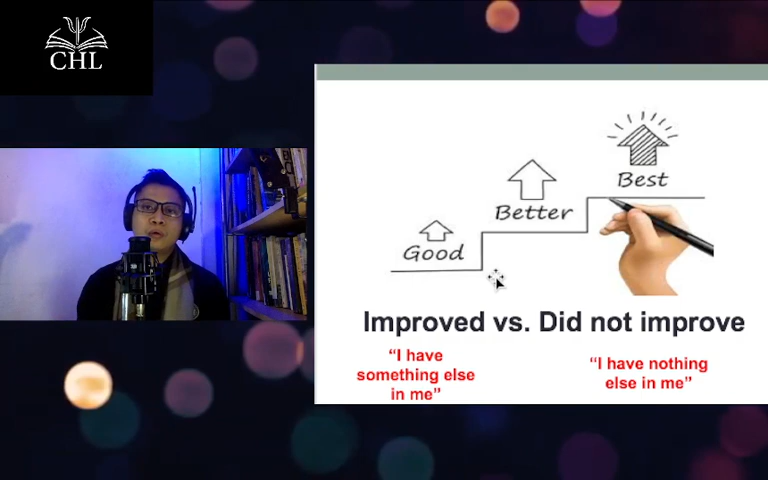 CHL
Good
Better
Best
Improved vs. Did not improve
“I have
something else
in me”
“I have nothing
else in me”